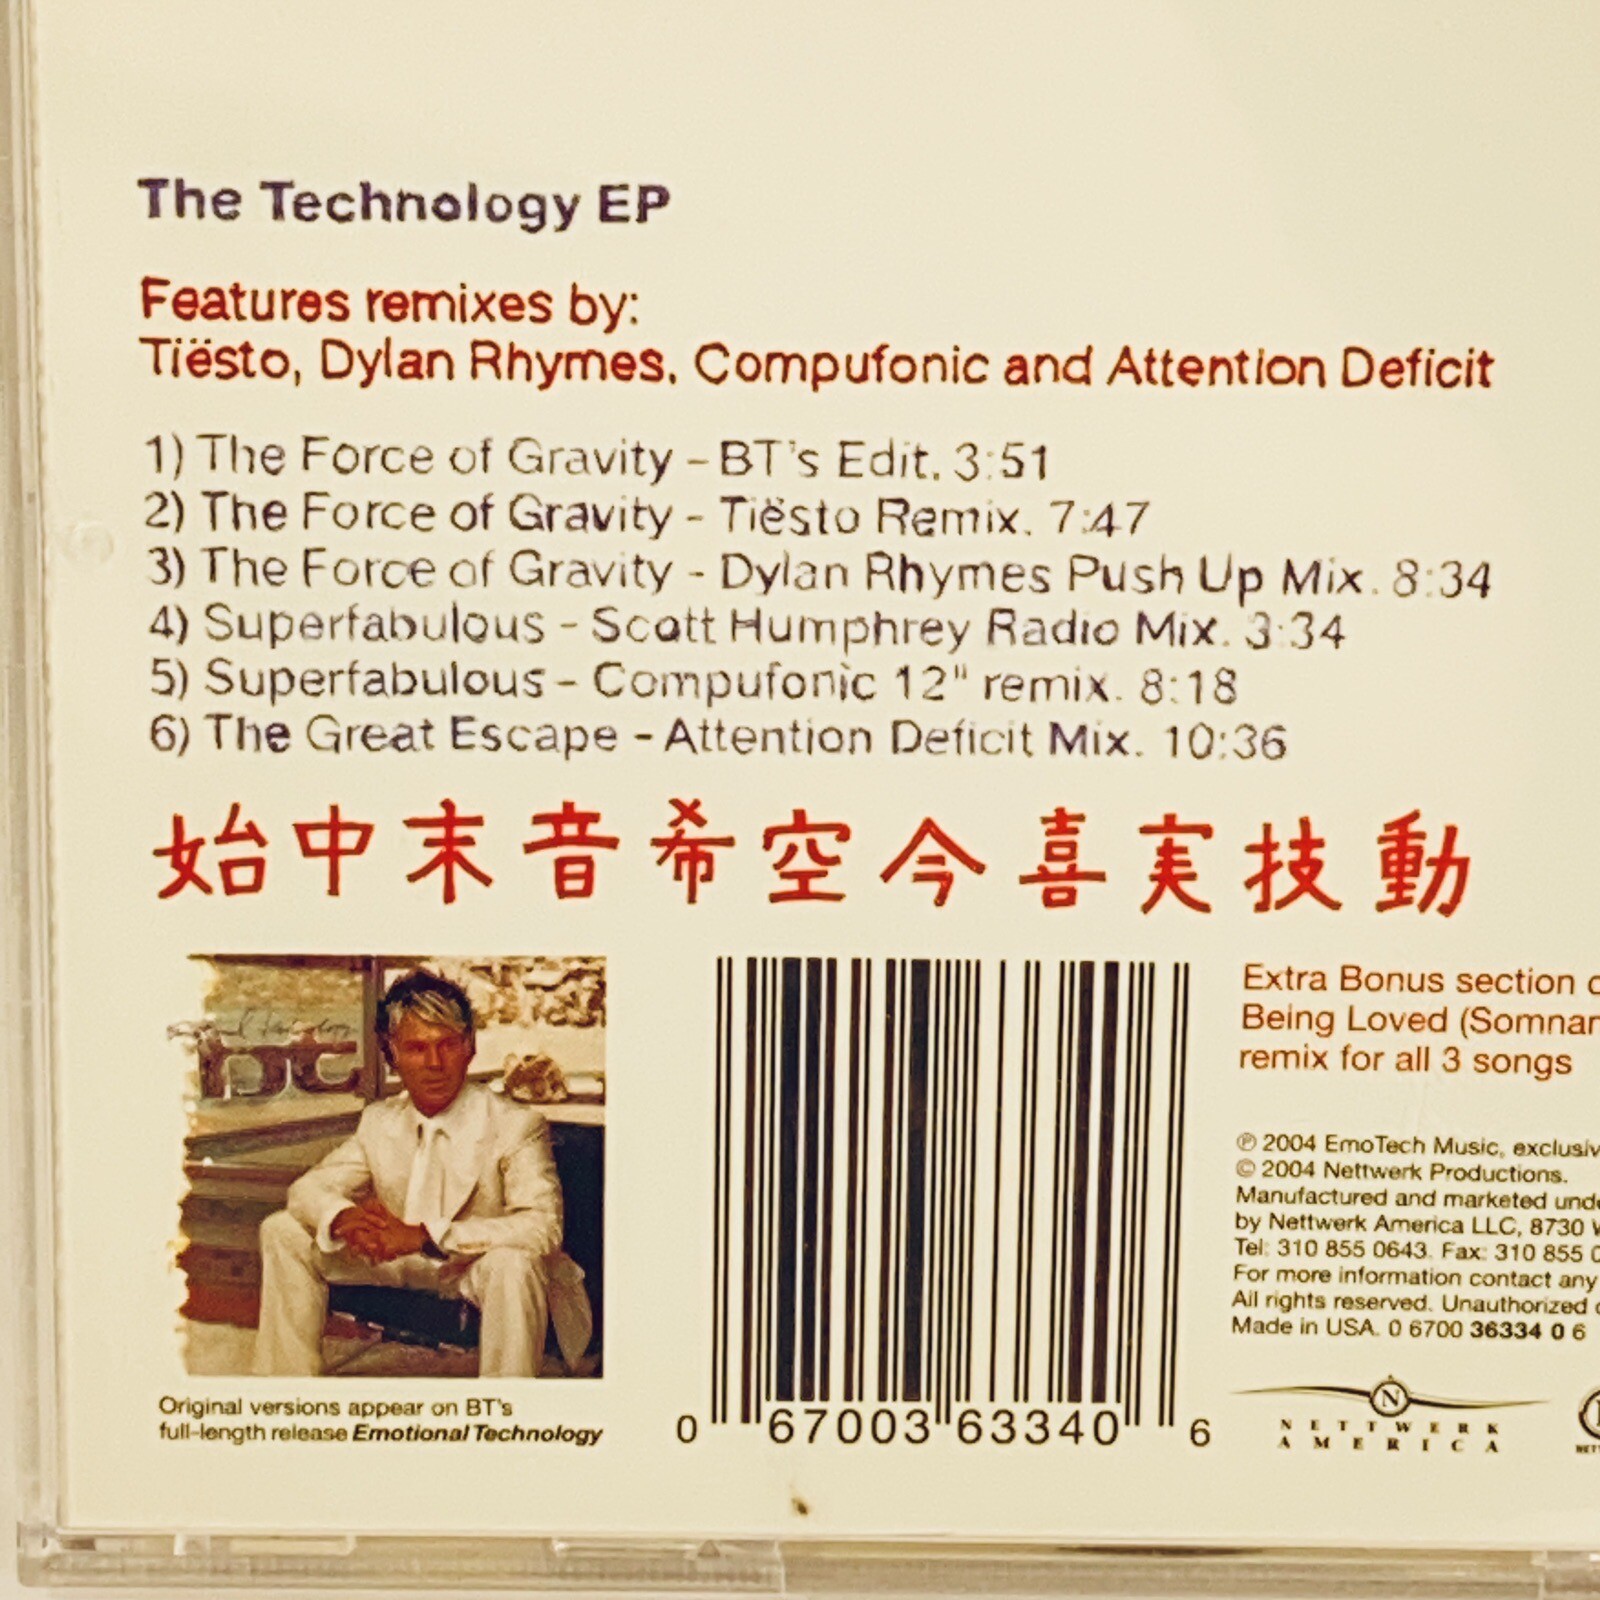 The Technology EP
Features remixes by:
Tiësto, Dylan Rhymes, Compufonic and Attention Deficit
1) The Force of Gravity - BT's Edit. 3:51
2) The Force of Gravity - Tiësto Remix. 7:47
3) The Force of Gravity - Dylan Rhymes Push Up Mix. 8:34
4) Superfabulous - Scott Humphrey Radio Mix. 3:34
5) Superfabulous - Compufonic 12" remix. 8:18
6) The Great Escape - Attention Deficit Mix. 10:36
始中末音希空今喜実技動
bt
Original versions appear on BT's
full-length release Emotional Technology
0 67003 63340 6
Extra Bonus section
Being Loved
remix for all 3 songs
℗ 2004 EmoTech Music,
© 2004 Nettwerk Productions.
Manufactured and marketed
by Nettwerk America LLC, 8730
Tel: 310 855 0643. Fax: 310 855
For more information contact any
All rights reserved. Unauthorized
Made in USA. 0 6700 36334 0 6
N
NETTWERK
AMERICA